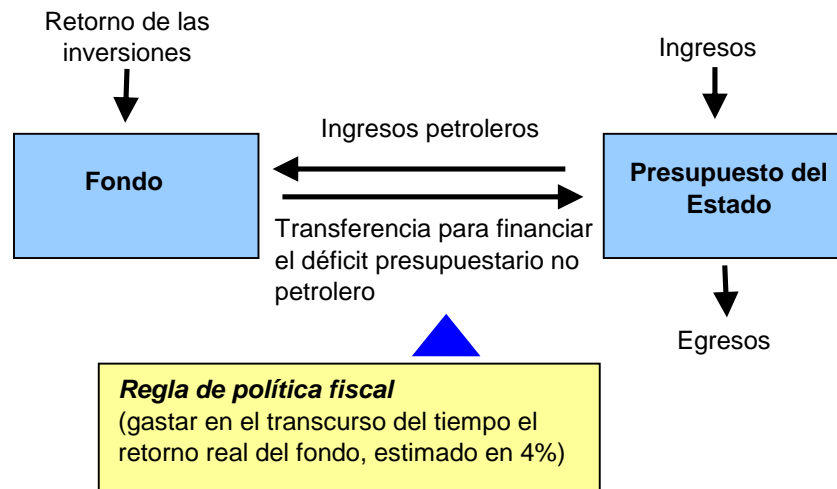 Retorno de las
inversiones
Ingresos
Ingresos petroleros
Fondo
Presupuesto del
Estado
Transferencia para financiar
el déficit presupuestario no
petrolero
Egresos
Regla de política fiscal
(gastar en el transcurso del tiempo el
retorno real del fondo, estimado en 4%)